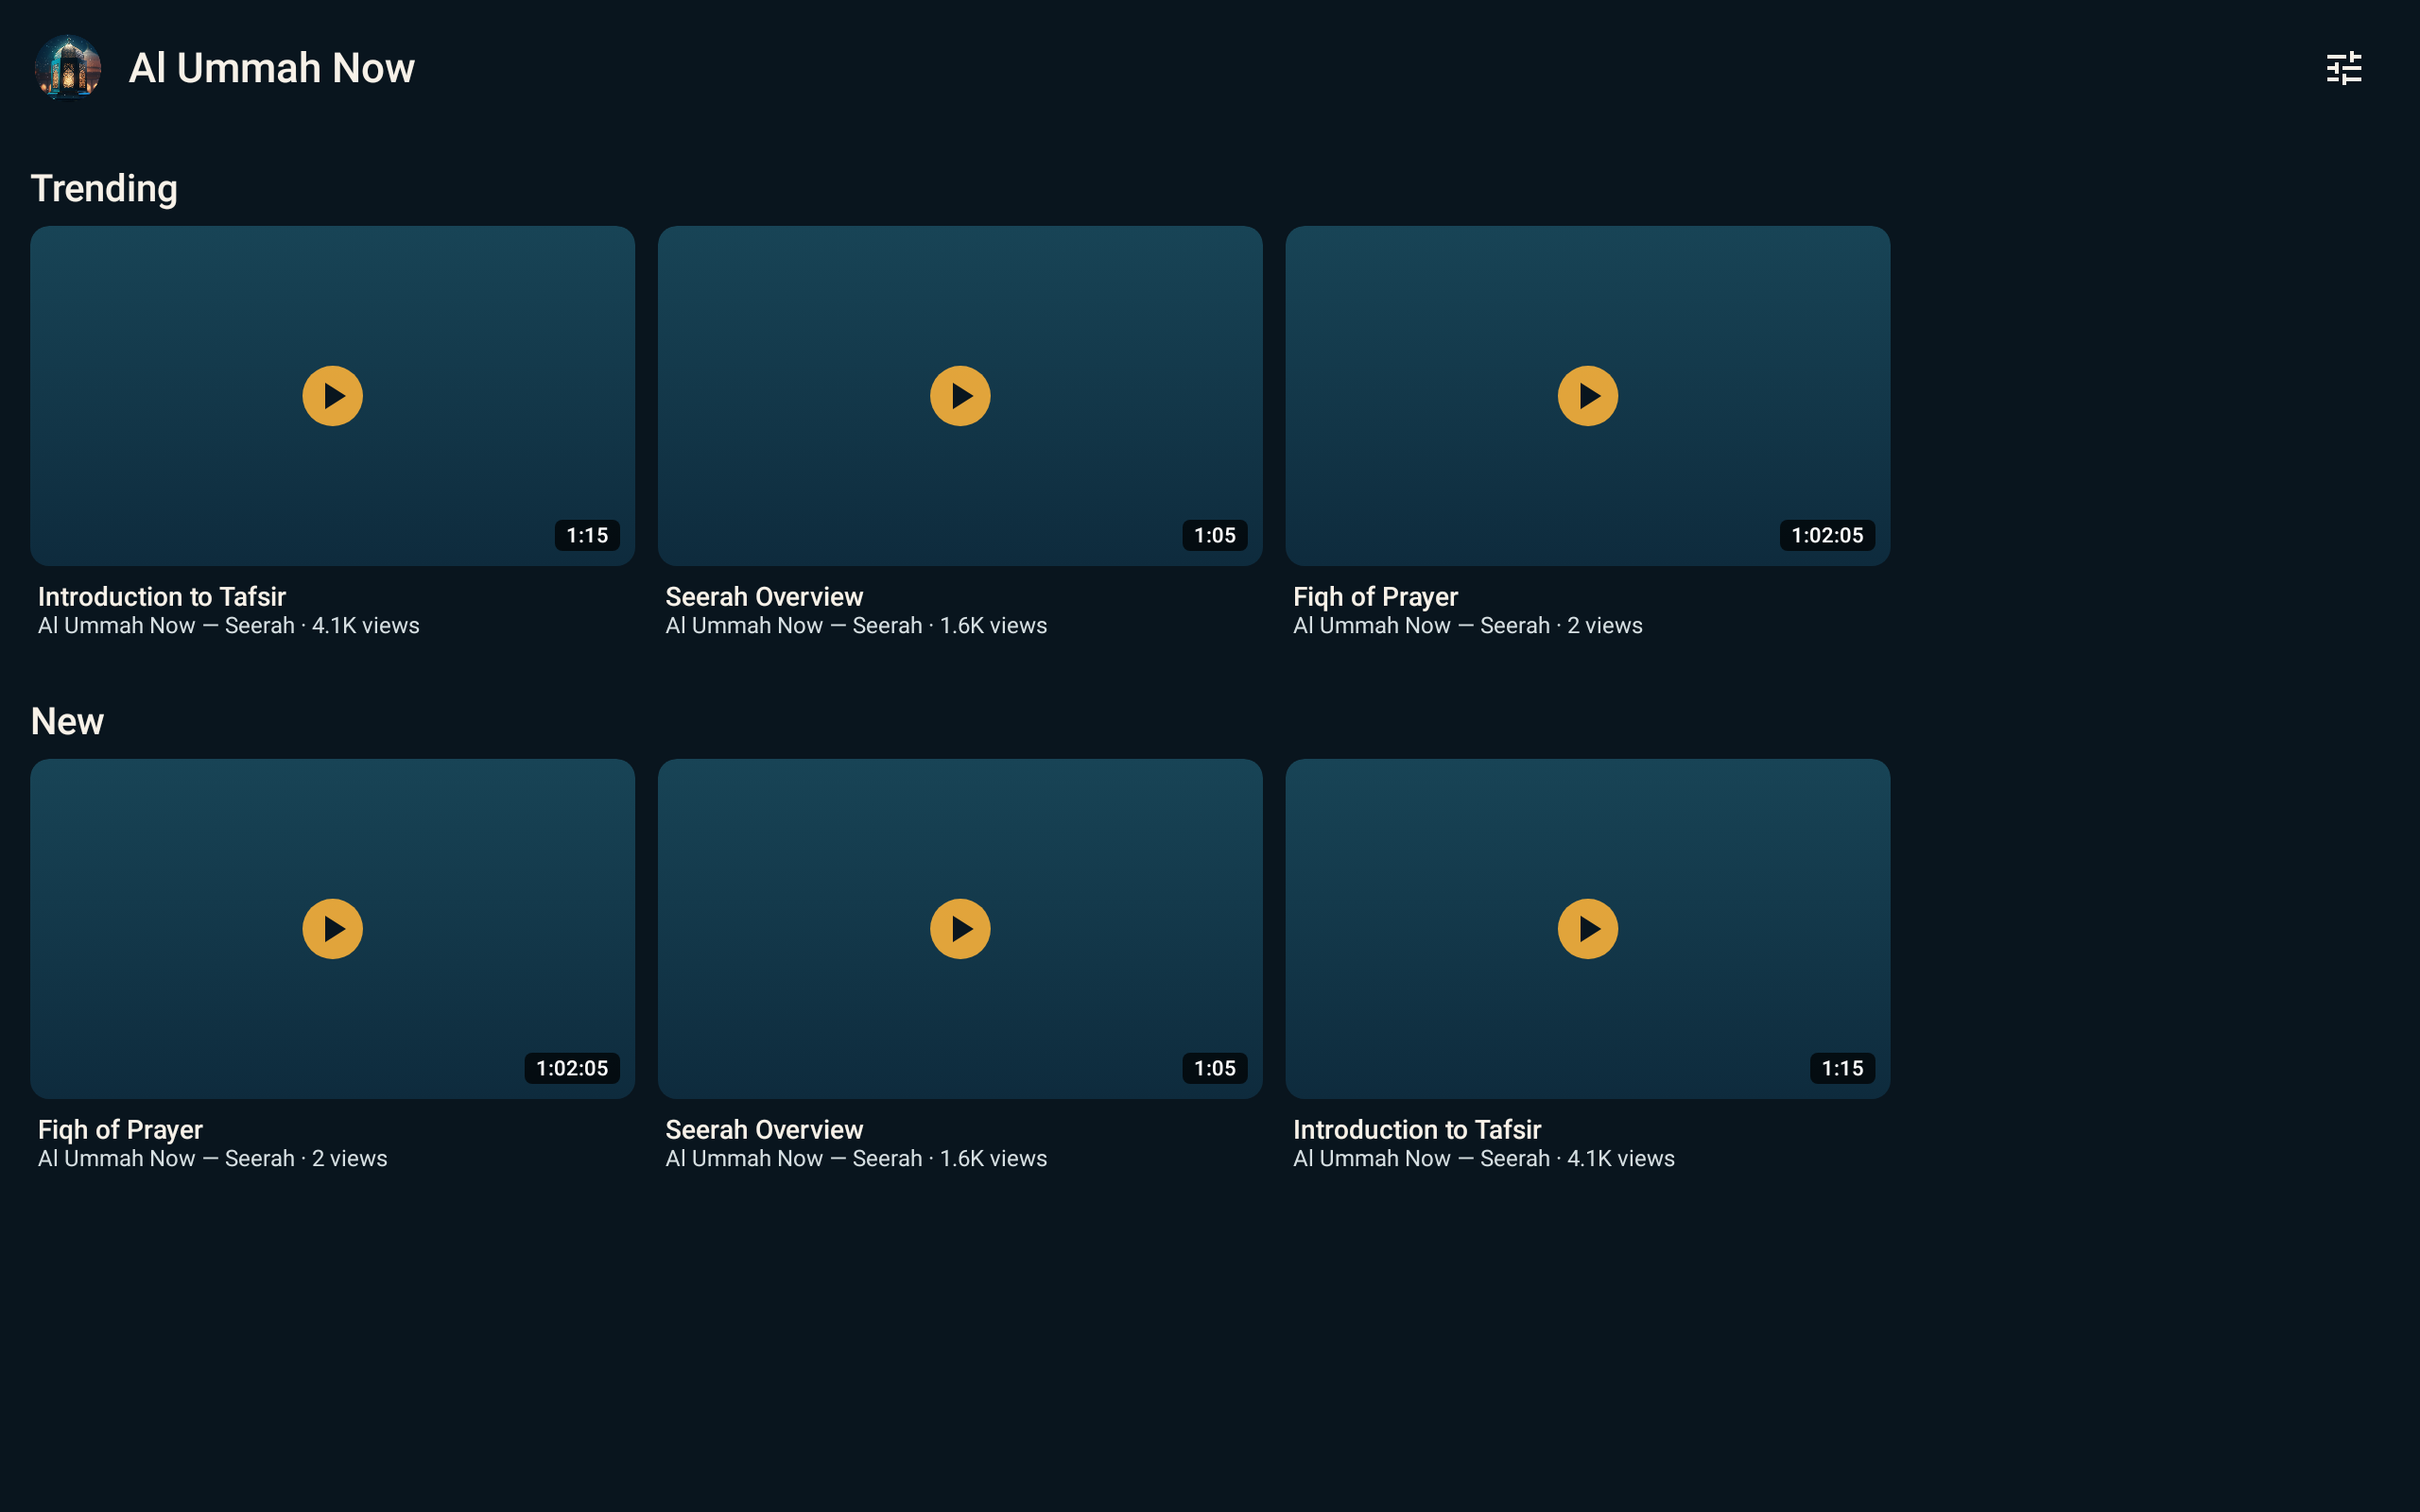 Al Ummah Now
Trending
1:15
1:05
1:02:05
Introduction to Tafsir
Al Ummah Now — Seerah · 4.1K views
Seerah Overview
Al Ummah Now — Seerah · 1.6K views
Fiqh of Prayer
Al Ummah Now — Seerah · 2 views
New
1:02:05
1:05
1:15
Fiqh of Prayer
Al Ummah Now — Seerah · 2 views
Seerah Overview
Al Ummah Now — Seerah · 1.6K views
Introduction to Tafsir
Al Ummah Now — Seerah · 4.1K views